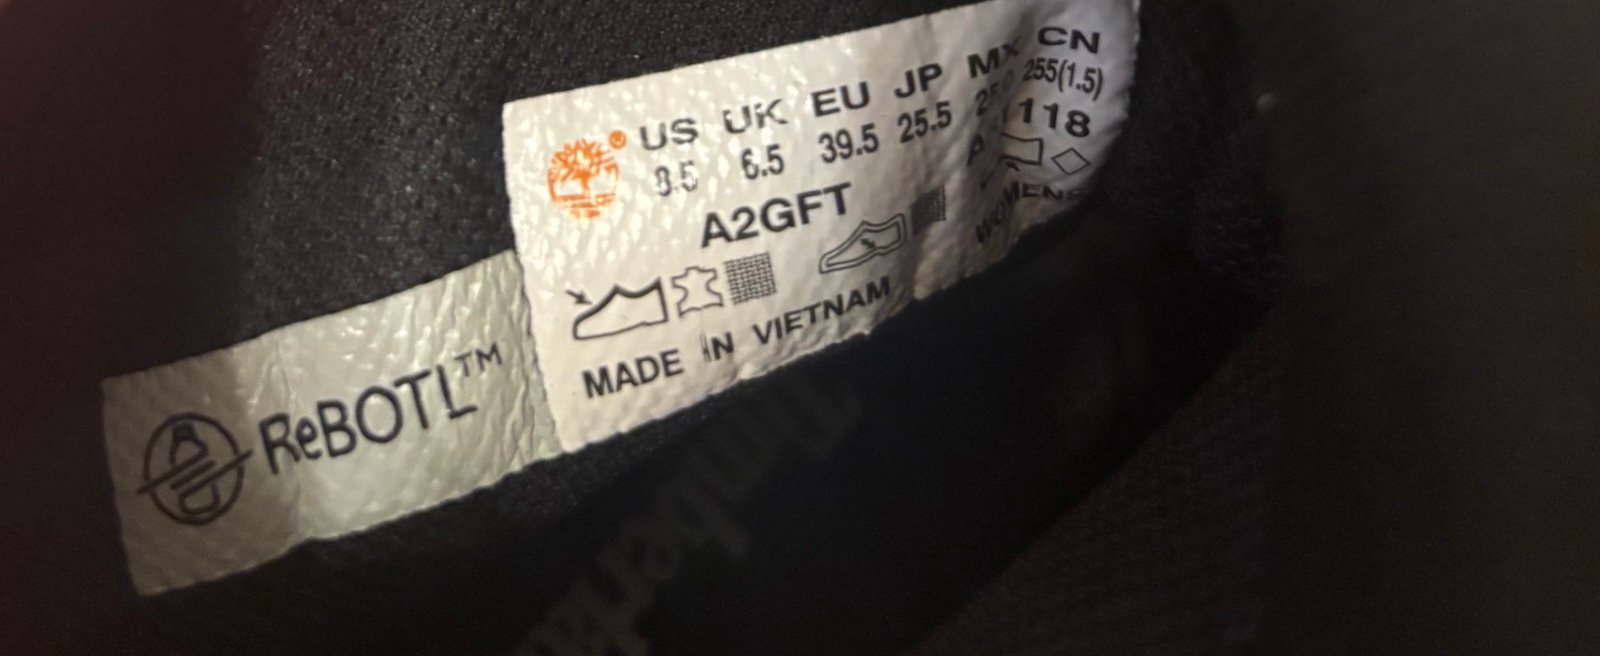 US UK EU JP MX CN
8.5 6.5 39.5 25.5 255(1.5)
A2GFT 118
WOMENS
MADE IN VIETNAM
ReBOTL™